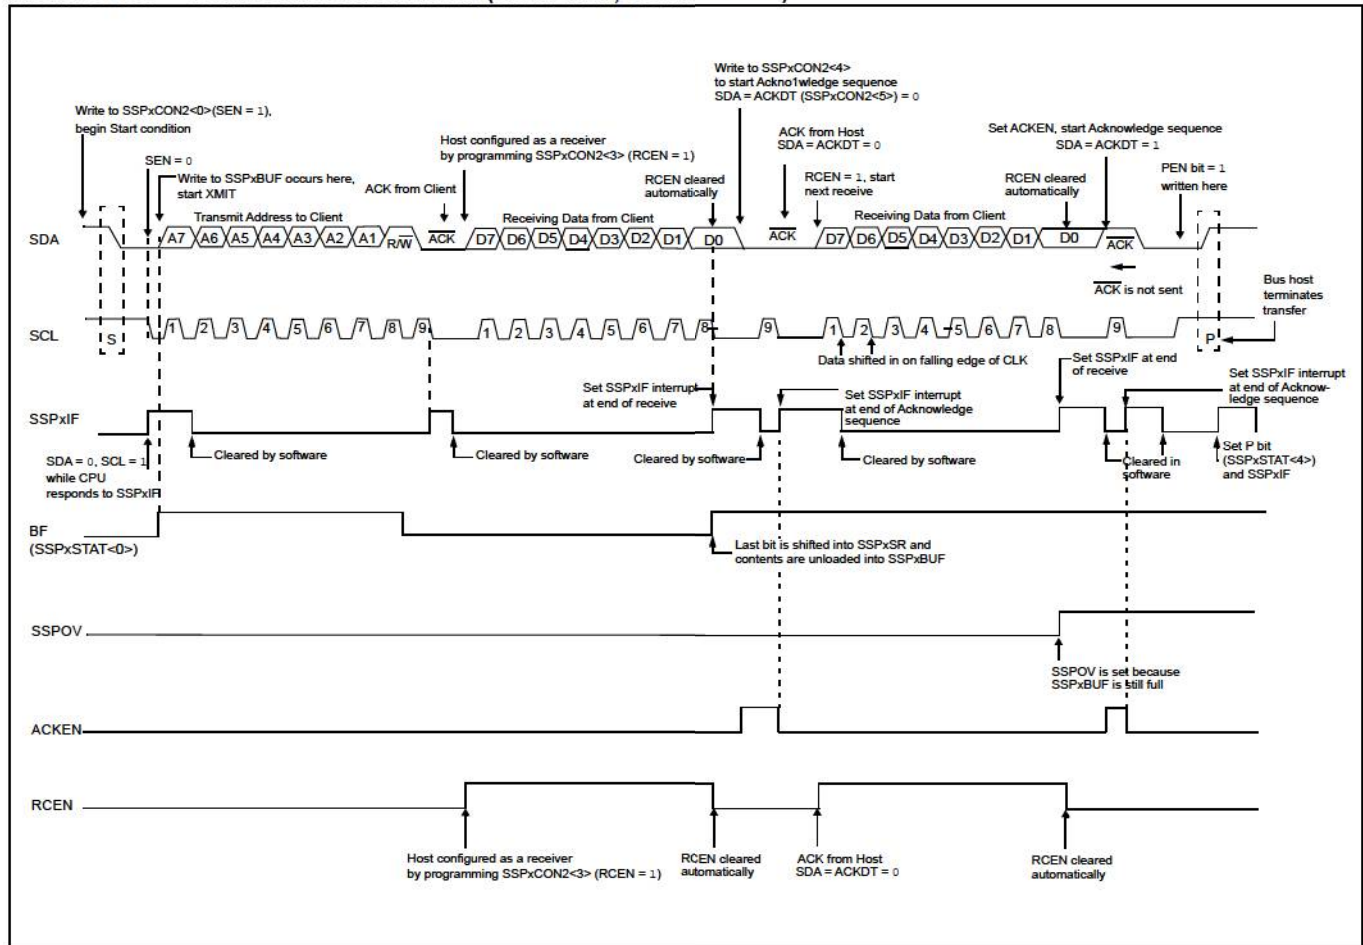 Write to SSPxCON2<4>
to start Ackno1wledge sequence
SDA = ACKDT (SSPxCON2<5>) = 0
Write to SSPxCON2<0>(SEN = 1),
begin Start condition
ACK from Host
SDA = ACKDT = 0
Set ACKEN, start Acknowledge sequence
SDA = ACKDT = 1
Host configured as a receiver
by programming SSPxCON2<3> (RCEN = 1)
SEN = 0
Write to SSPxBUF occurs here,
start XMIT
ACK from Client
RCEN cleared
automatically
RCEN = 1, start
next receive
RCEN cleared
automatically
PEN bit = 1
written here
Transmit Address to Client
Receiving Data from Client
Receiving Data from Client
SDA
A7 A6 A5 A4 A3 A2 A1 R/W ACK D7 D6 D5 D4 D3 D2 D1 D0 ACK D7 D6 D5 D4 D3 D2 D1 D0 ACK
ACK is not sent
Bus host
terminates
transfer
SCL
S 1 2 3 4 5 6 7 8 9 1 2 3 4 5 6 7 8 9 1 2 3 4 5 6 7 8 9 P
Data shifted in on falling edge of CLK
Set SSPxIF interrupt
at end of receive
Set SSPxIF interrupt
at end of Acknowledge
sequence
Set SSPxIF at end
of receive
Set SSPxIF interrupt
at end of Acknow-
ledge sequence
SSPxIF
SDA = 0, SCL = 1
while CPU
responds to SSPxIF
Cleared by software
Cleared by software
Cleared by software
Cleared by software
Cleared in
software
Set P bit
(SSPxSTAT<4>)
and SSPxIF
BF
(SSPxSTAT<0>)
Last bit is shifted into SSPxSR and
contents are unloaded into SSPxBUF
SSPOV
SSPOV is set because
SSPxBUF is still full
ACKEN
RCEN
Host configured as a receiver
by programming SSPxCON2<3> (RCEN = 1)
RCEN cleared
automatically
ACK from Host
SDA = ACKDT = 0
RCEN cleared
automatically